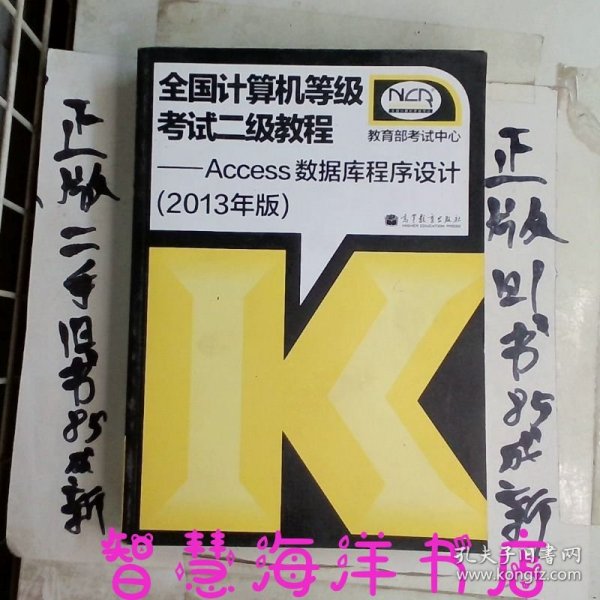 全国计算机等级
考试二级教程
——Access数据库程序设计
(2013年版)
NCR
教育部考试中心
高等教育出版社
HIGHER EDUCATION PRESS
正版二手旧书85成新
正版旧书85成新
智慧海洋书店
孔夫子旧书网
www.kongfz.com